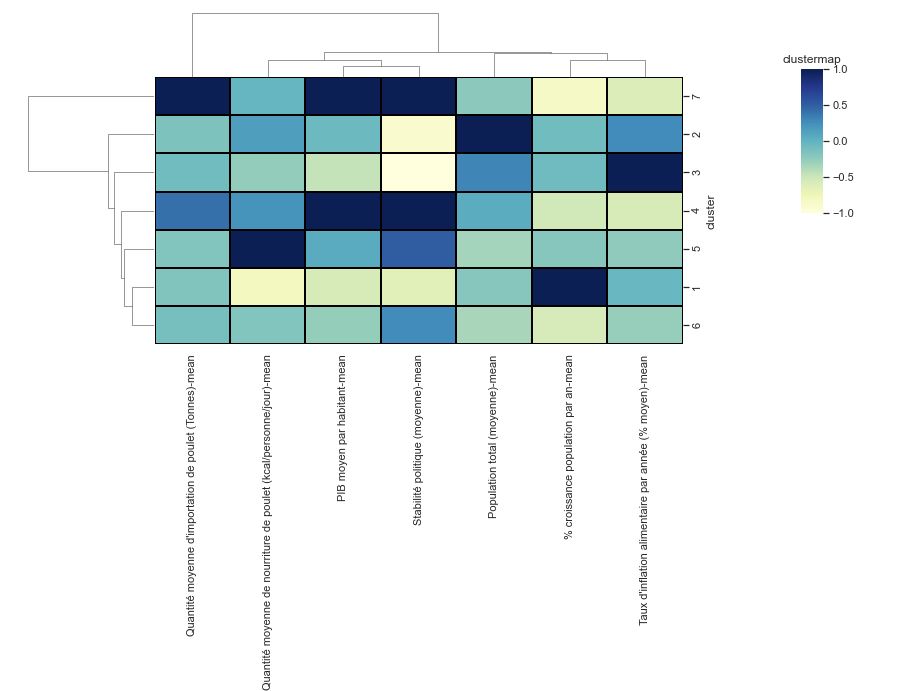 clustermap
1.0
0.5
0.0
−0.5
−1.0
7
2
3
4
5
1
6
cluster
Quantité moyenne d'importation de poulet (Tonnes)-mean
Quantité moyenne de nourriture de poulet (kcal/personne/jour)-mean
PIB moyen par habitant-mean
Stabilité politique (moyenne)-mean
Population total (moyenne)-mean
% croissance population par an-mean
Taux d'inflation alimentaire par année (% moyen)-mean